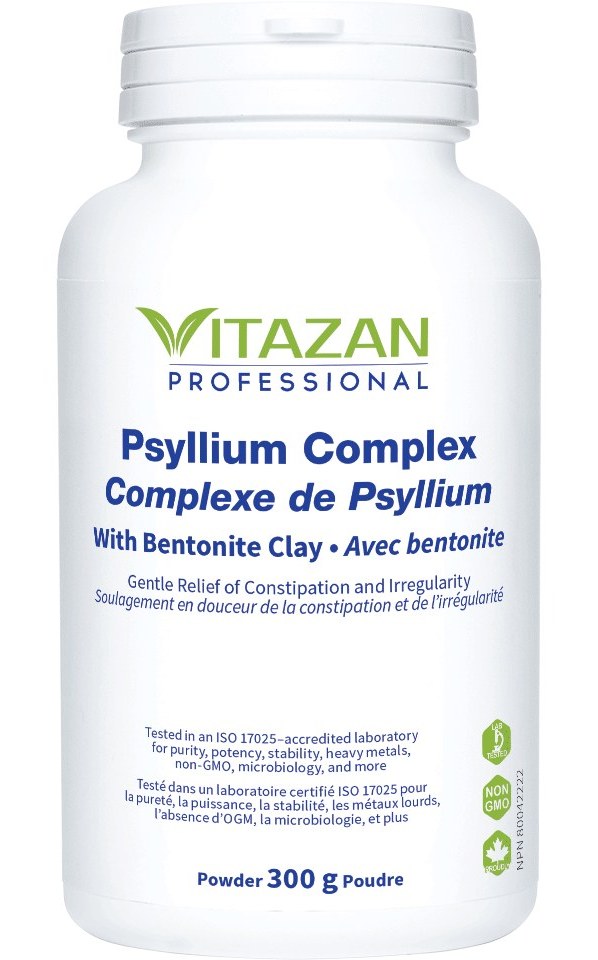 VITAZAN
PROFESSIONAL
Psyllium Complex
Complexe de Psyllium
With Bentonite Clay • Avec bentonite
Gentle Relief of Constipation and Irregularity
Soulagement en douceur de la constipation et de l'irrégularité
Tested in an ISO 17025–accredited laboratory
for purity, potency, stability, heavy metals,
non-GMO, microbiology, and more
Testé dans un laboratoire certifié ISO 17025 pour
la pureté, la puissance, la stabilité, les métaux lourds,
l'absence d'OGM, la microbiologie, et plus
LAB
TESTED
NON
GMO
PROUDLY
NPN 80042222
Powder 300 g Poudre